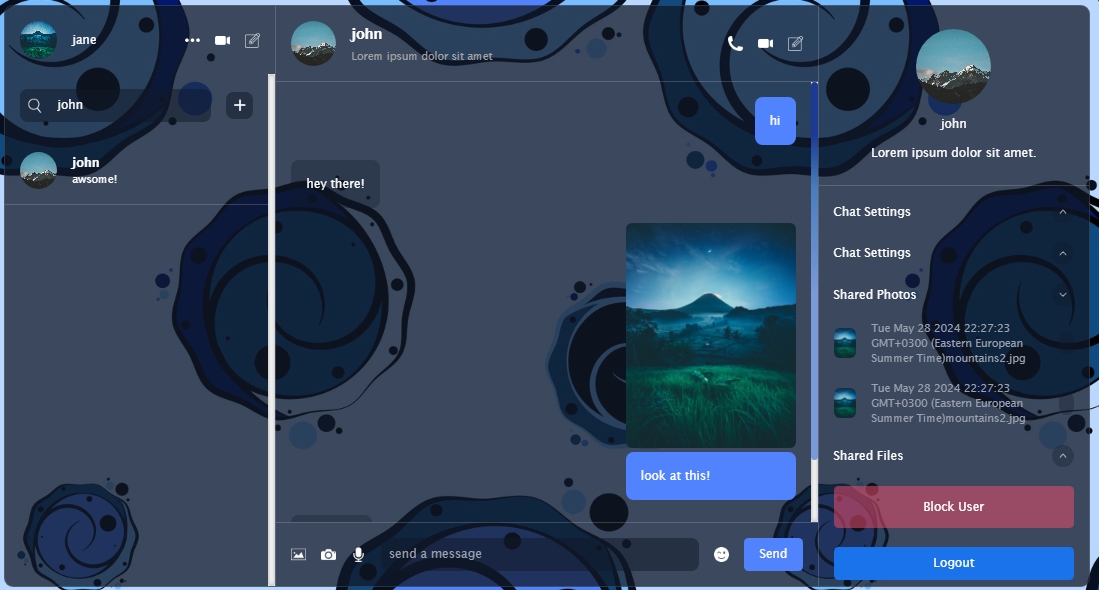 jane
john
john
awsome!
john
Lorem ipsum dolor sit amet
hi
hey there!
look at this!
send a message
Send
john
Lorem ipsum dolor sit amet.
Chat Settings
Chat Settings
Shared Photos
Tue May 28 2024 22:27:23
GMT+0300 (Eastern European
Summer Time)mountains2.jpg
Tue May 28 2024 22:27:23
GMT+0300 (Eastern European
Summer Time)mountains2.jpg
Shared Files
Block User
Logout